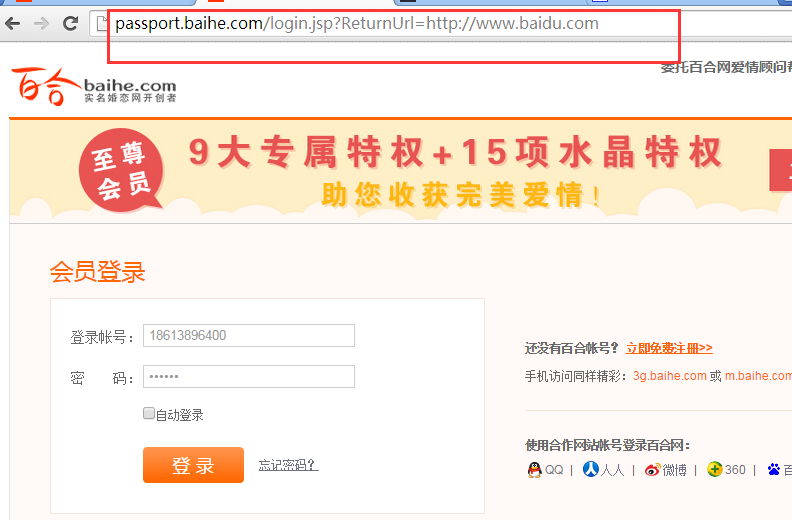 passport.baihe.com/login.jsp?ReturnUrl=http://www.baidu.com
百合 baihe.com
实名婚恋网开创者
委托百合网爱情顾问帮
至尊会员
9大专属特权+15项水晶特权
助您收获完美爱情!
会员登录
登录帐号: 18613896400
密 码: ••••••
自动登录
登录 忘记密码?
还没有百合帐号? 立即免费注册>>
手机访问同样精彩: 3g.baihe.com 或 m.baihe.com
使用合作网站帐号登录百合网:
QQ | 人人 | 微博 | 360 | 百